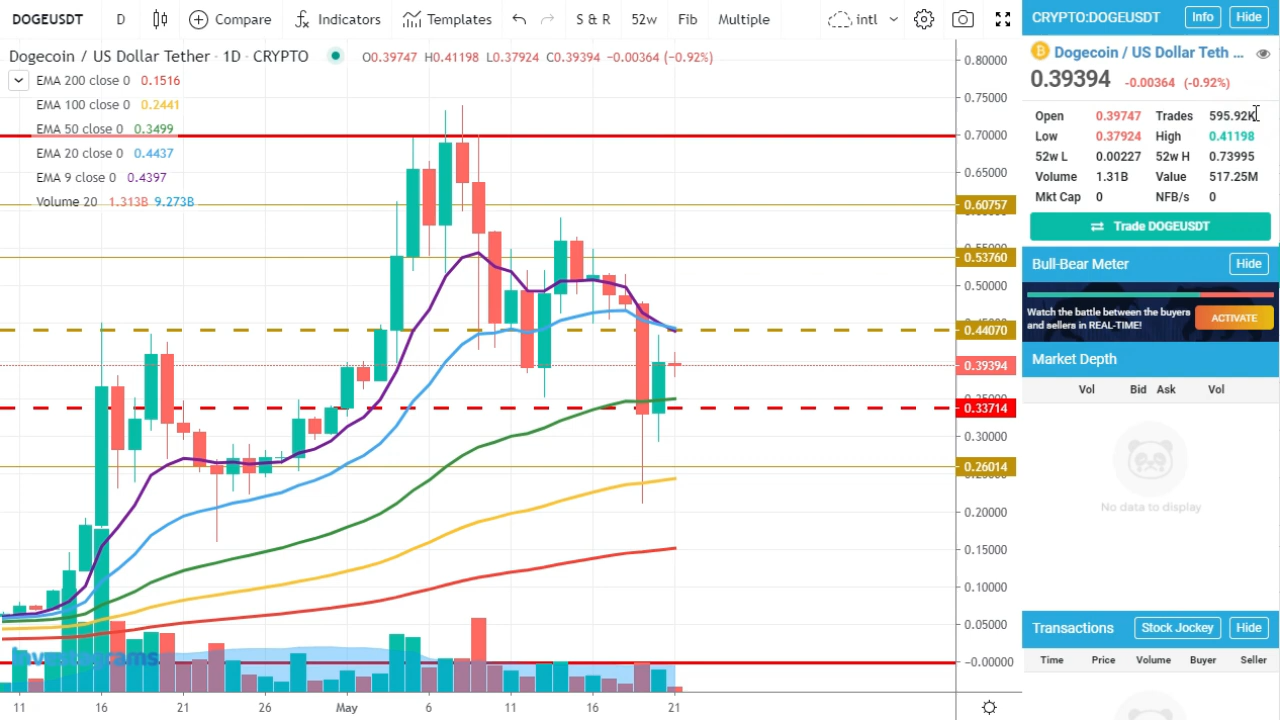 DOGEUSDT D Compare Indicators Templates S & R 52w Fib Multiple intl
Dogecoin / US Dollar Tether · 1D · CRYPTO O0.39747 H0.41198 L0.37924 C0.39394 −0.00364 (−0.92%)
EMA 200 close 0 0.1516
EMA 100 close 0 0.2441
EMA 50 close 0 0.3499
EMA 20 close 0 0.4437
EMA 9 close 0 0.4397
Volume 20 1.313B 9.273B
0.80000
0.75000
0.70000
0.65000
0.60757
0.53760
0.50000
0.44070
0.39394
0.33714
0.30000
0.26014
0.20000
0.15000
0.10000
0.05000
−0.00000
Investagrams
11 16 21 26 May 6 11 16 21
CRYPTO:DOGEUSDT Info Hide
Dogecoin / US Dollar Teth ...
0.39394 -0.00364 (-0.92%)
Open 0.39747 Trades 595.92K
Low 0.37924 High 0.41198
52w L 0.00227 52w H 0.73995
Volume 1.31B Value 517.25M
Mkt Cap 0 NFB/s 0
Trade DOGEUSDT
Bull-Bear Meter Hide
Watch the battle between the buyers
and sellers in REAL-TIME!
ACTIVATE
Market Depth
Vol Bid Ask Vol
No data to display
Transactions Stock Jockey Hide
Time Price Volume Buyer Seller